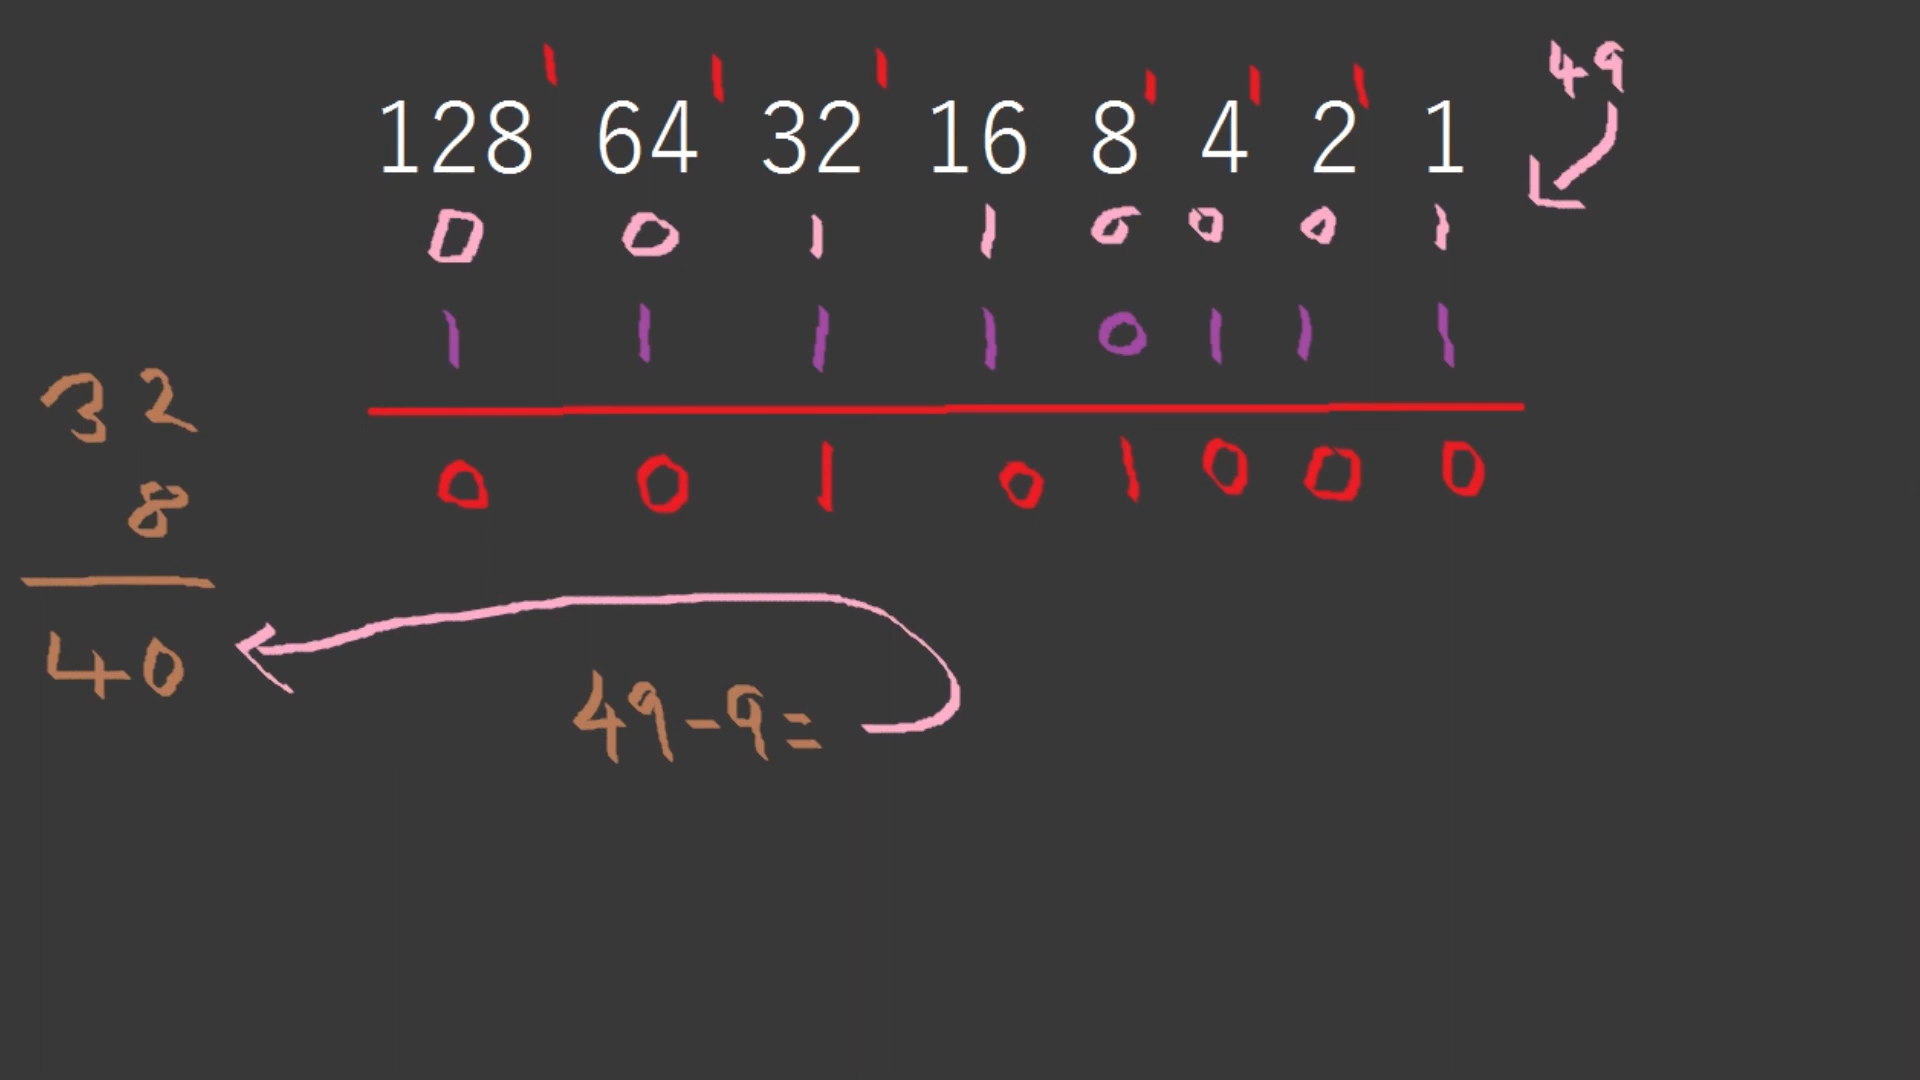 1 1 1 1 1 1
49
128 64 32 16 8 4 2 1
0 0 1 1 0 0 0 1
1 1 1 1 0 1 1 1
0 0 1 0 1 0 0 0
32
8
40
49-9=